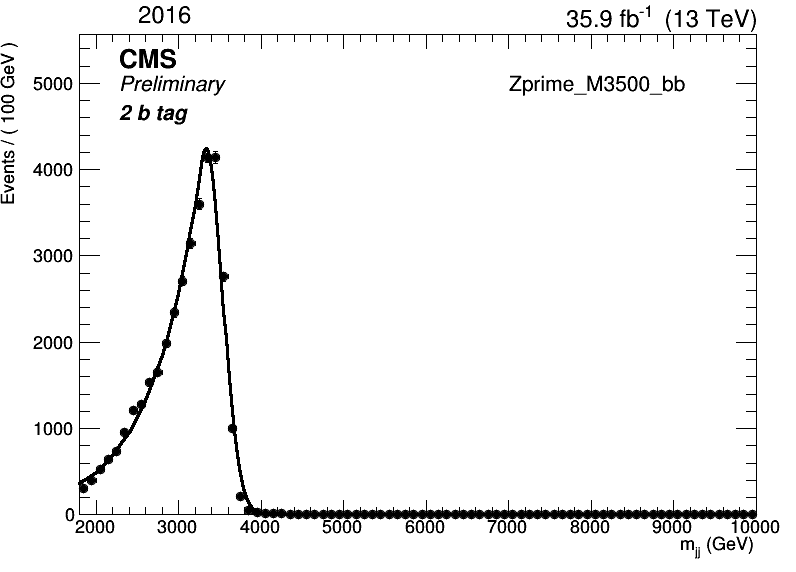 2016
35.9 fb-1 (13 TeV)
CMS
Preliminary
2 b tag
Zprime_M3500_bb
Events / ( 100 GeV )
5000
4000
3000
2000
1000
0
2000 3000 4000 5000 6000 7000 8000 9000 10000
mjj (GeV)